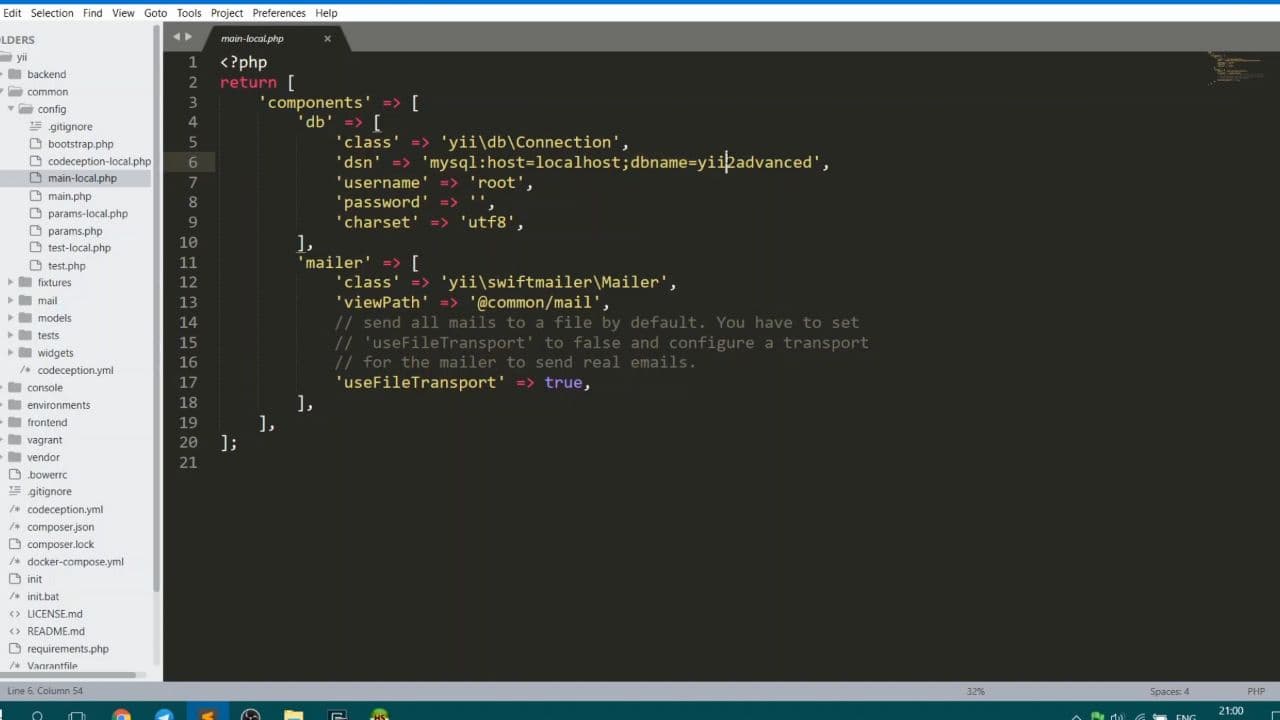 Edit Selection Find View Goto Tools Project Preferences Help
OLDERS
yii
backend
common
config
.gitignore
bootstrap.php
codeception-local.php
main-local.php
main.php
params-local.php
params.php
test-local.php
test.php
fixtures
mail
models
tests
widgets
codeception.yml
console
environments
frontend
vagrant
vendor
.bowerrc
.gitignore
codeception.yml
composer.json
composer.lock
docker-compose.yml
init
init.bat
LICENSE.md
README.md
requirements.php
Vagrantfile
main-local.php ×
1 <?php
2 return [
3 'components' => [
4 'db' => [
5 'class' => 'yii\db\Connection',
6 'dsn' => 'mysql:host=localhost;dbname=yii2advanced',
7 'username' => 'root',
8 'password' => '',
9 'charset' => 'utf8',
10 ],
11 'mailer' => [
12 'class' => 'yii\swiftmailer\Mailer',
13 'viewPath' => '@common/mail',
14 // send all mails to a file by default. You have to set
15 // 'useFileTransport' to false and configure a transport
16 // for the mailer to send real emails.
17 'useFileTransport' => true,
18 ],
19 ],
20 ];
21
Line 6, Column 54 32% Spaces: 4 PHP
ENG 21:00